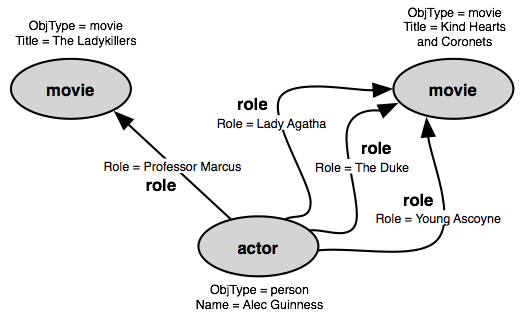 ObjType = movie
Title = The Ladykillers
movie
ObjType = movie
Title = Kind Hearts
and Coronets
movie
role
Role = Lady Agatha
role
Role = The Duke
Role = Professor Marcus
role
role
Role = Young Ascoyne
actor
ObjType = person
Name = Alec Guinness